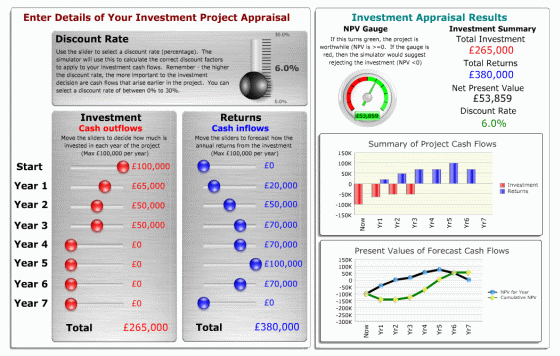 Enter Details of Your Investment Project Appraisal
Discount Rate
Use the slider to select a discount rate (percentage). The
simulator will use this to calculate the correct discount factors
to apply to your investment cash flows. Remember - the higher
the discount rate, the more important to the investment
decision are cash flows that arise earlier in the project. You can
select a discount rate of between 0% to 30%.
30.0%
6.0%
0.0%
Investment
Cash outflows
Move the sliders to decide how much is
invested in each year of the project
(Max £100,000 per year)
Returns
Cash inflows
Move the sliders to forecast how the
annual returns from the investment
(Max £100,000 per year)
Start £100,000 £0
Year 1 £65,000 £20,000
Year 2 £50,000 £50,000
Year 3 £50,000 £70,000
Year 4 £0 £70,000
Year 5 £0 £100,000
Year 6 £0 £70,000
Year 7 £0 £0
Total £265,000 Total £380,000
Investment Appraisal Results
NPV Gauge
If this turns green, the project is
worthwhile (NPV is >=0. If the gauge is
red, then the simulator would suggest
rejecting the investment (NPV <0)
£53,859
Investment Summary
Total Investment
£265,000
Total Returns
£380,000
Net Present Value
£53,859
Discount Rate
6.0%
Summary of Project Cash Flows
150K
100K
50K
0
-50K
-100K
-150K
Now Yr1 Yr2 Yr3 Yr4 Yr5 Yr6 Yr7
Investment
Returns
Present Values of Forecast Cash Flows
150K
100K
50K
0
-50K
-100K
-150K
-200K
-250K
-300K
Now Yr1 Yr2 Yr3 Yr4 Yr5 Yr6 Yr7
NPV for Year
Cumulative NPV